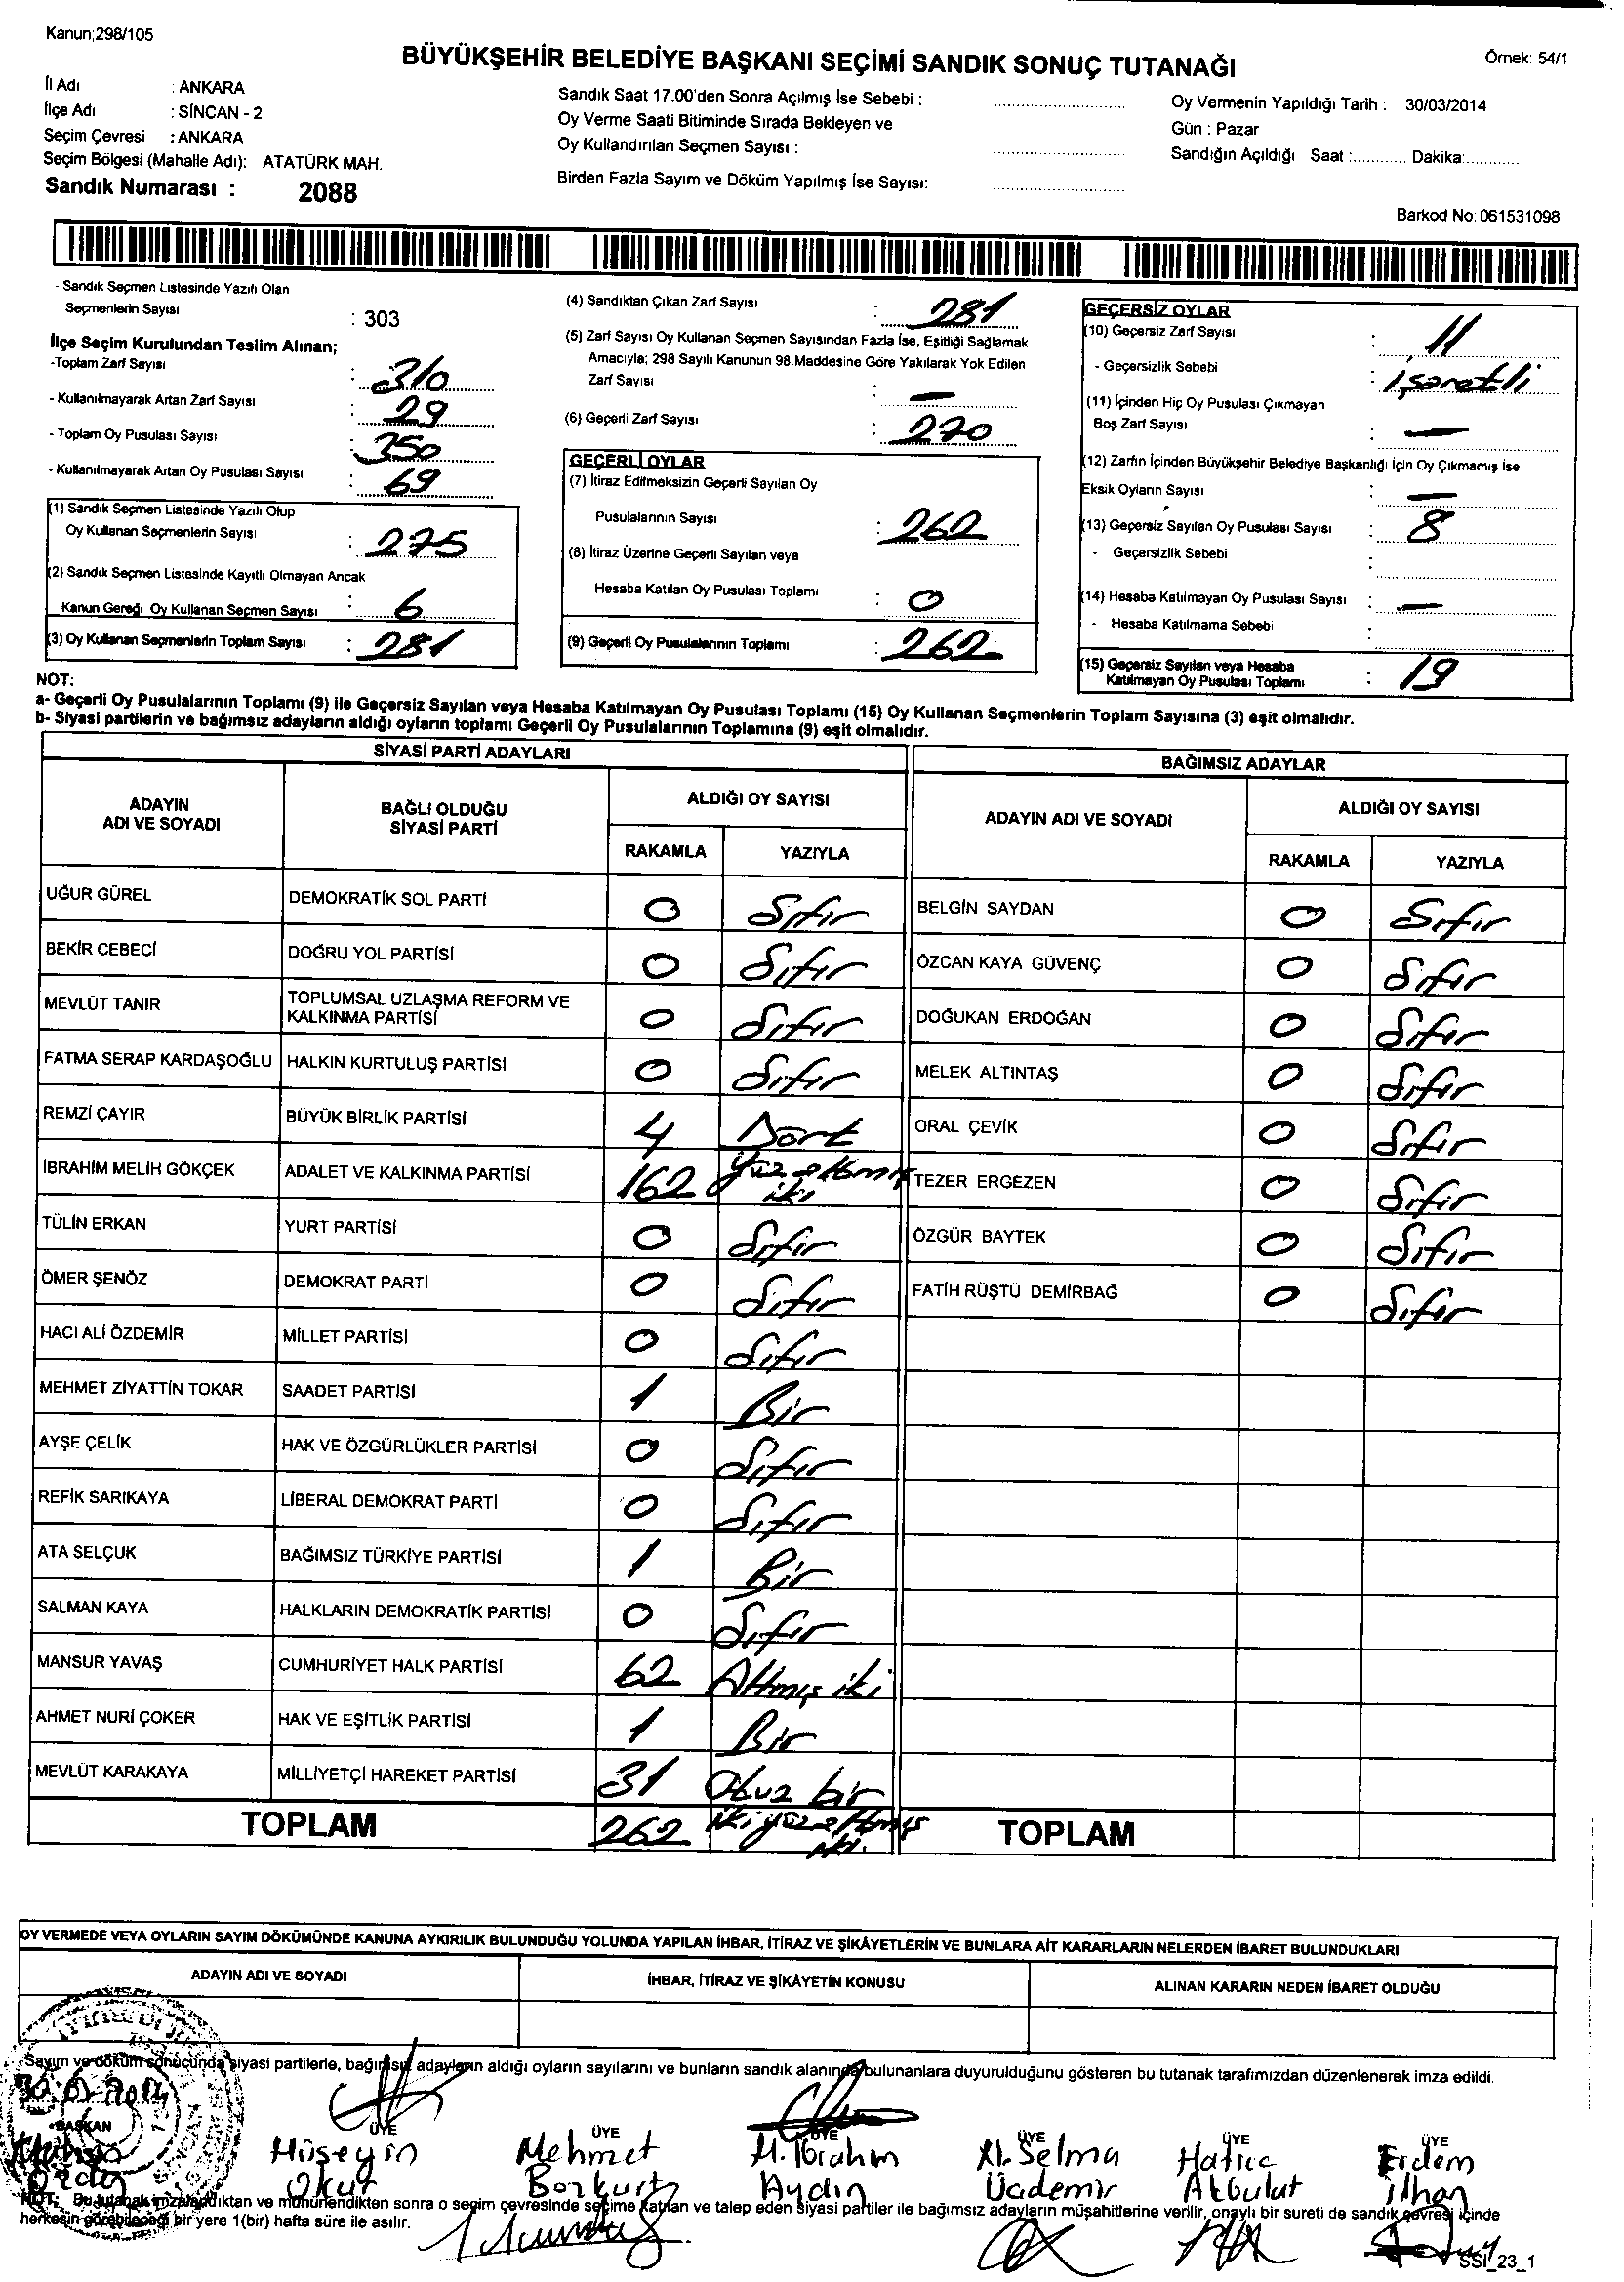 Kanun;298/105
BÜYÜKŞEHİR BELEDİYE BAŞKANI SEÇİMİ SANDIK SONUÇ TUTANAĞI
Örnek: 54/1
İl Adı : ANKARA
İlçe Adı : SİNCAN - 2
Seçim Çevresi : ANKARA
Seçim Bölgesi (Mahalle Adı): ATATÜRK MAH.
Sandık Numarası : 2088
Sandık Saat 17.00'den Sonra Açılmış İse Sebebi :
Oy Verme Saati Bitiminde Sırada Bekleyen ve
Oy Kullandırılan Seçmen Sayısı :
Birden Fazla Sayım ve Döküm Yapılmış İse Sayısı:
Oy Vermenin Yapıldığı Tarih : 30/03/2014
Gün : Pazar
Sandığın Açıldığı Saat :............ Dakika:............
Barkod No: 061531098
- Sandık Seçmen Listesinde Yazılı Olan
Seçmenlerin Sayısı : 303
İlçe Seçim Kurulundan Teslim Alınan;
-Toplam Zarf Sayısı : 310
- Kullanılmayarak Artan Zarf Sayısı : 29
- Toplam Oy Pusulası Sayısı : 350
- Kullanılmayarak Artan Oy Pusulası Sayısı : 69
(1) Sandık Seçmen Listesinde Yazılı Olup
Oy Kullanan Seçmenlerin Sayısı : 275
(2) Sandık Seçmen Listesinde Kayıtlı Olmayan Ancak
Kanun Gereği Oy Kullanan Seçmen Sayısı : 6
(3) Oy Kullanan Seçmenlerin Toplam Sayısı : 281
(4) Sandıktan Çıkan Zarf Sayısı : 281
(5) Zarf Sayısı Oy Kullanan Seçmen Sayısından Fazla İse, Eşitliği Sağlamak
Amacıyla; 298 Sayılı Kanunun 98.Maddesine Göre Yakılarak Yok Edilen
Zarf Sayısı : —
(6) Geçerli Zarf Sayısı : 270
GEÇERLİ OYLAR
(7) İtiraz Edilmeksizin Geçerli Sayılan Oy
Pusulalarının Sayısı : 262
(8) İtiraz Üzerine Geçerli Sayılan veya
Hesaba Katılan Oy Pusulası Toplamı : 0
(9) Geçerli Oy Pusulalarının Toplamı : 262
GEÇERSİZ OYLAR
(10) Geçersiz Zarf Sayısı : 11
- Geçersizlik Sebebi : işaretli
(11) İçinden Hiç Oy Pusulası Çıkmayan
Boş Zarf Sayısı : —
(12) Zarfın İçinden Büyükşehir Belediye Başkanlığı İçin Oy Çıkmamış İse
Eksik Oyların Sayısı : —
(13) Geçersiz Sayılan Oy Pusulası Sayısı : 8
- Geçersizlik Sebebi :
(14) Hesaba Katılmayan Oy Pusulası Sayısı : —
- Hesaba Katılmama Sebebi :
(15) Geçersiz Sayılan veya Hesaba
Katılmayan Oy Pusulası Toplamı : 19
NOT:
a- Geçerli Oy Pusulalarının Toplamı (9) ile Geçersiz Sayılan veya Hesaba Katılmayan Oy Pusulası Toplamı (15) Oy Kullanan Seçmenlerin Toplam Sayısına (3) eşit olmalıdır.
b- Siyasi partilerin ve bağımsız adayların aldığı oyların toplamı Geçerli Oy Pusulalarının Toplamına (9) eşit olmalıdır.
SİYASİ PARTİ ADAYLARI
ADAYIN ADI VE SOYADI BAĞLI OLDUĞU SİYASİ PARTİ ALDIĞI OY SAYISI
RAKAMLA YAZIYLA
UĞUR GÜREL DEMOKRATİK SOL PARTİ 0 Sıfır
BEKİR CEBECİ DOĞRU YOL PARTİSİ 0 Sıfır
MEVLÜT TANIR TOPLUMSAL UZLAŞMA REFORM VE KALKINMA PARTİSİ 0 Sıfır
FATMA SERAP KARDAŞOĞLU HALKIN KURTULUŞ PARTİSİ 0 Sıfır
REMZİ ÇAYIR BÜYÜK BİRLİK PARTİSİ 4 Dört
İBRAHİM MELİH GÖKÇEK ADALET VE KALKINMA PARTİSİ 162 Yüz altmış iki
TÜLİN ERKAN YURT PARTİSİ 0 Sıfır
ÖMER ŞENÖZ DEMOKRAT PARTİ 0 Sıfır
HACI ALİ ÖZDEMİR MİLLET PARTİSİ 0 Sıfır
MEHMET ZİYATTİN TOKAR SAADET PARTİSİ 1 Bir
AYŞE ÇELİK HAK VE ÖZGÜRLÜKLER PARTİSİ 0 Sıfır
REFİK SARIKAYA LİBERAL DEMOKRAT PARTİ 0 Sıfır
ATA SELÇUK BAĞIMSIZ TÜRKİYE PARTİSİ 1 Bir
SALMAN KAYA HALKLARIN DEMOKRATİK PARTİSİ 0 Sıfır
MANSUR YAVAŞ CUMHURİYET HALK PARTİSİ 62 Altmış iki
AHMET NURİ ÇOKER HAK VE EŞİTLİK PARTİSİ 1 Bir
MEVLÜT KARAKAYA MİLLİYETÇİ HAREKET PARTİSİ 31 Otuz bir
TOPLAM 262 iki yüz altmış iki
BAĞIMSIZ ADAYLAR
ADAYIN ADI VE SOYADI ALDIĞI OY SAYISI
RAKAMLA YAZIYLA
BELGİN SAYDAN 0 Sıfır
ÖZCAN KAYA GÜVENÇ 0 Sıfır
DOĞUKAN ERDOĞAN 0 Sıfır
MELEK ALTINTAŞ 0 Sıfır
ORAL ÇEVİK 0 Sıfır
TEZER ERGEZEN 0 Sıfır
ÖZGÜR BAYTEK 0 Sıfır
FATİH RÜŞTÜ DEMİRBAĞ 0 Sıfır
TOPLAM
OY VERMEDE VEYA OYLARIN SAYIM DÖKÜMÜNDE KANUNA AYKIRILIK BULUNDUĞU YOLUNDA YAPILAN İHBAR, İTİRAZ VE ŞİKÂYETLERİN VE BUNLARA AİT KARARLARIN NELERDEN İBARET BULUNDUKLARI
ADAYIN ADI VE SOYADI İHBAR, İTİRAZ VE ŞİKÂYETİN KONUSU ALINAN KARARIN NEDEN İBARET OLDUĞU
Sayım ve döküm sonucunda siyasi partilerle, bağımsız adayların aldığı oyların sayılarını ve bunların sandık alanında bulunanlara duyurulduğunu gösteren bu tutanak tarafımızdan düzenlenerek imza edildi.
BAŞKAN ÜYE ÜYE ÜYE ÜYE ÜYE ÜYE
Hüseyin Mehmet H. İbrahim N. Selma Hatice Erdem
Okur Bozkurt Aydın Üçdemir Akbulut ilhan
NOT: Bu tutanak imzalandıktan ve mühürlendikten sonra o seçim çevresinde seçime katılan ve talep eden siyasi partiler ile bağımsız adayların müşahitlerine verilir, onaylı bir sureti de sandık çevresi içinde
herkesin görebileceği bir yere 1(bir) hafta süre ile asılır.
SSI_23_1